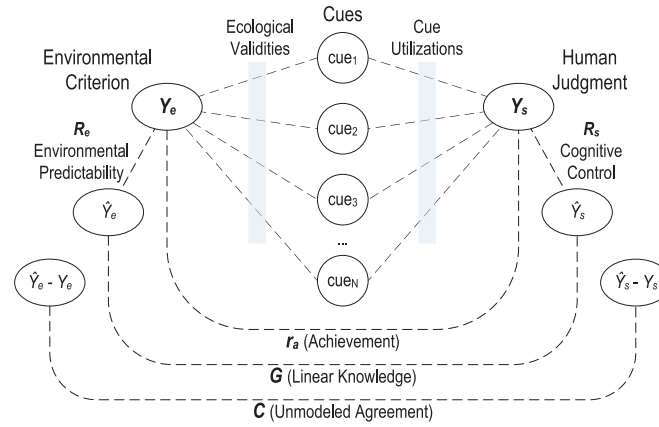 Cues
Ecological
Validities
Cue
Utilizations
Environmental
Criterion
Human
Judgment
cue1
cue2
cue3
...
cueN
Ye
Ys
Re
Environmental
Predictability
Rs
Cognitive
Control
Ŷe
Ŷs
Ŷe - Ye
Ŷs - Ys
ra (Achievement)
G (Linear Knowledge)
C (Unmodeled Agreement)